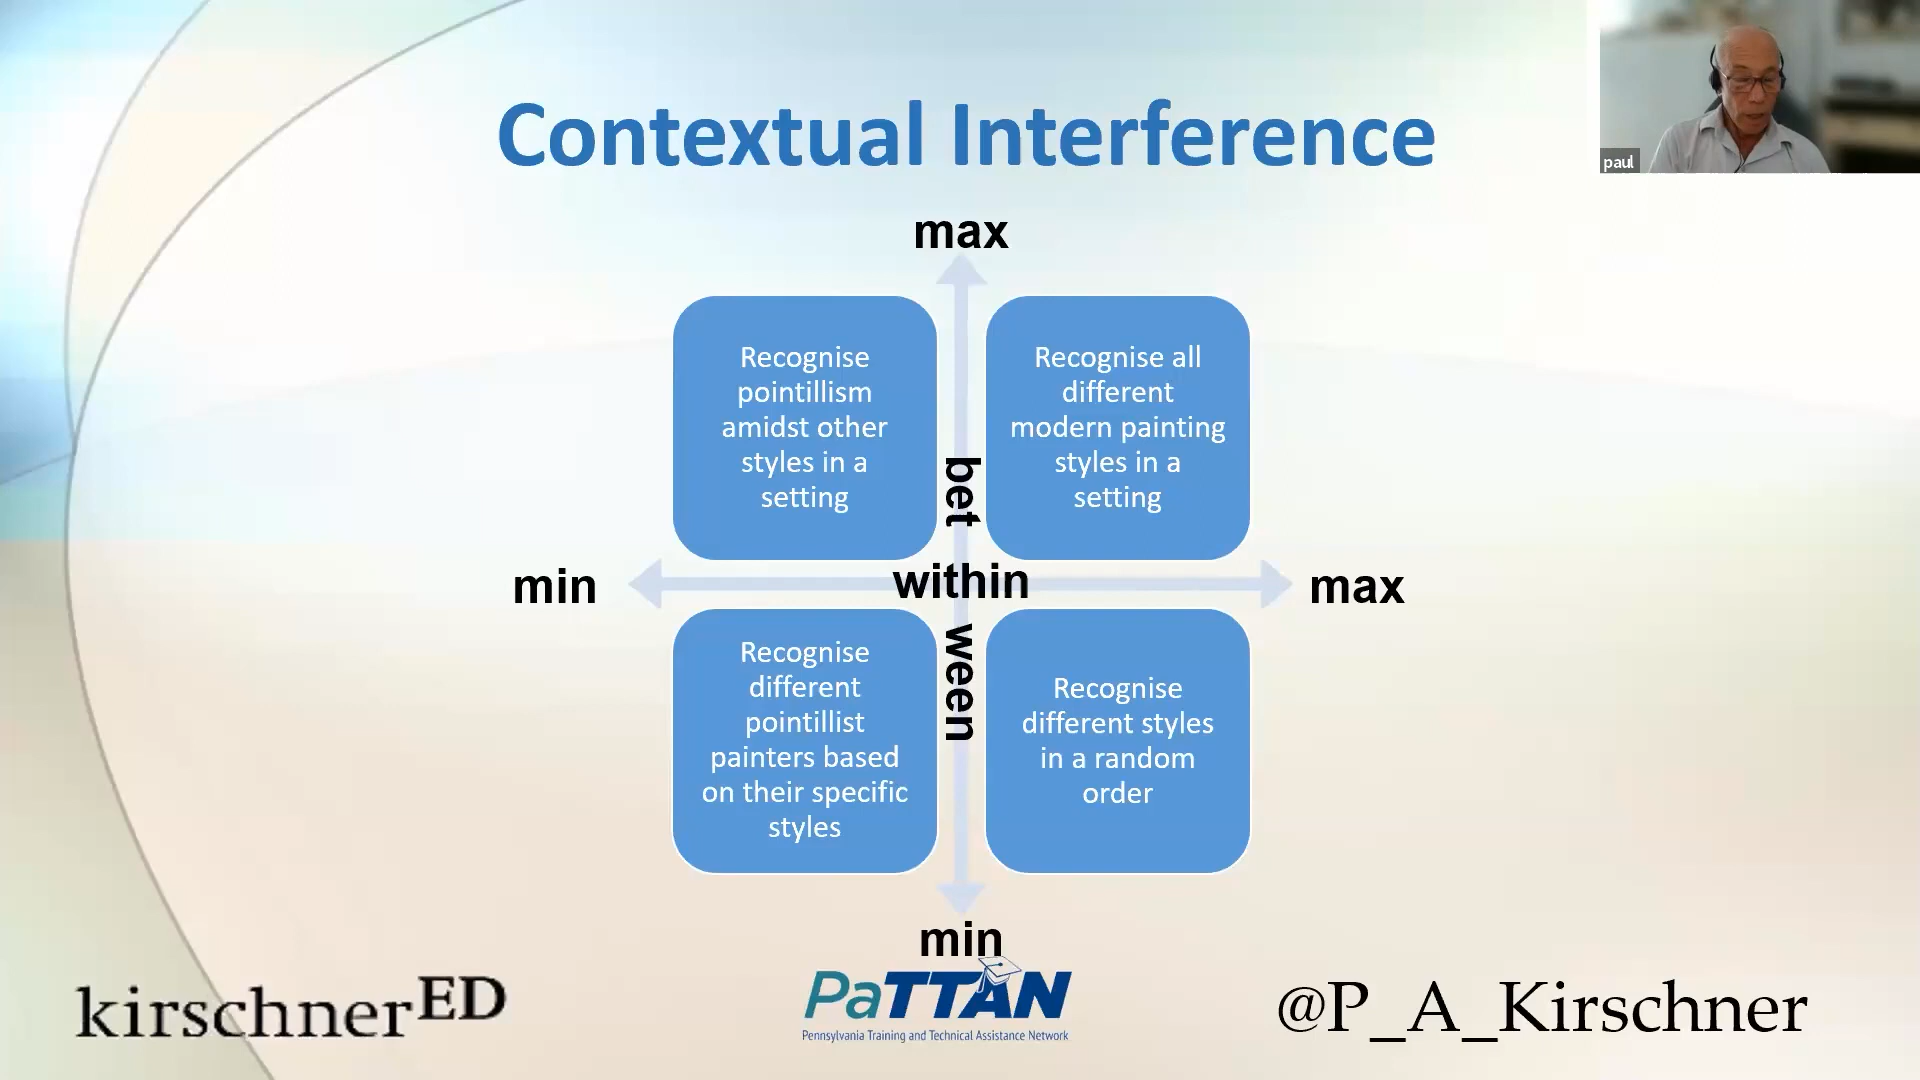 Contextual Interference
paul
max
Recognise
pointillism
amidst other
styles in a
setting
Recognise all
different
modern painting
styles in a
setting
bet
min
within
max
ween
Recognise
different
pointillist
painters based
on their specific
styles
Recognise
different styles
in a random
order
min
kirschnerED
PaTTAN
Pennsylvania Training and Technical Assistance Network
@P_A_Kirschner